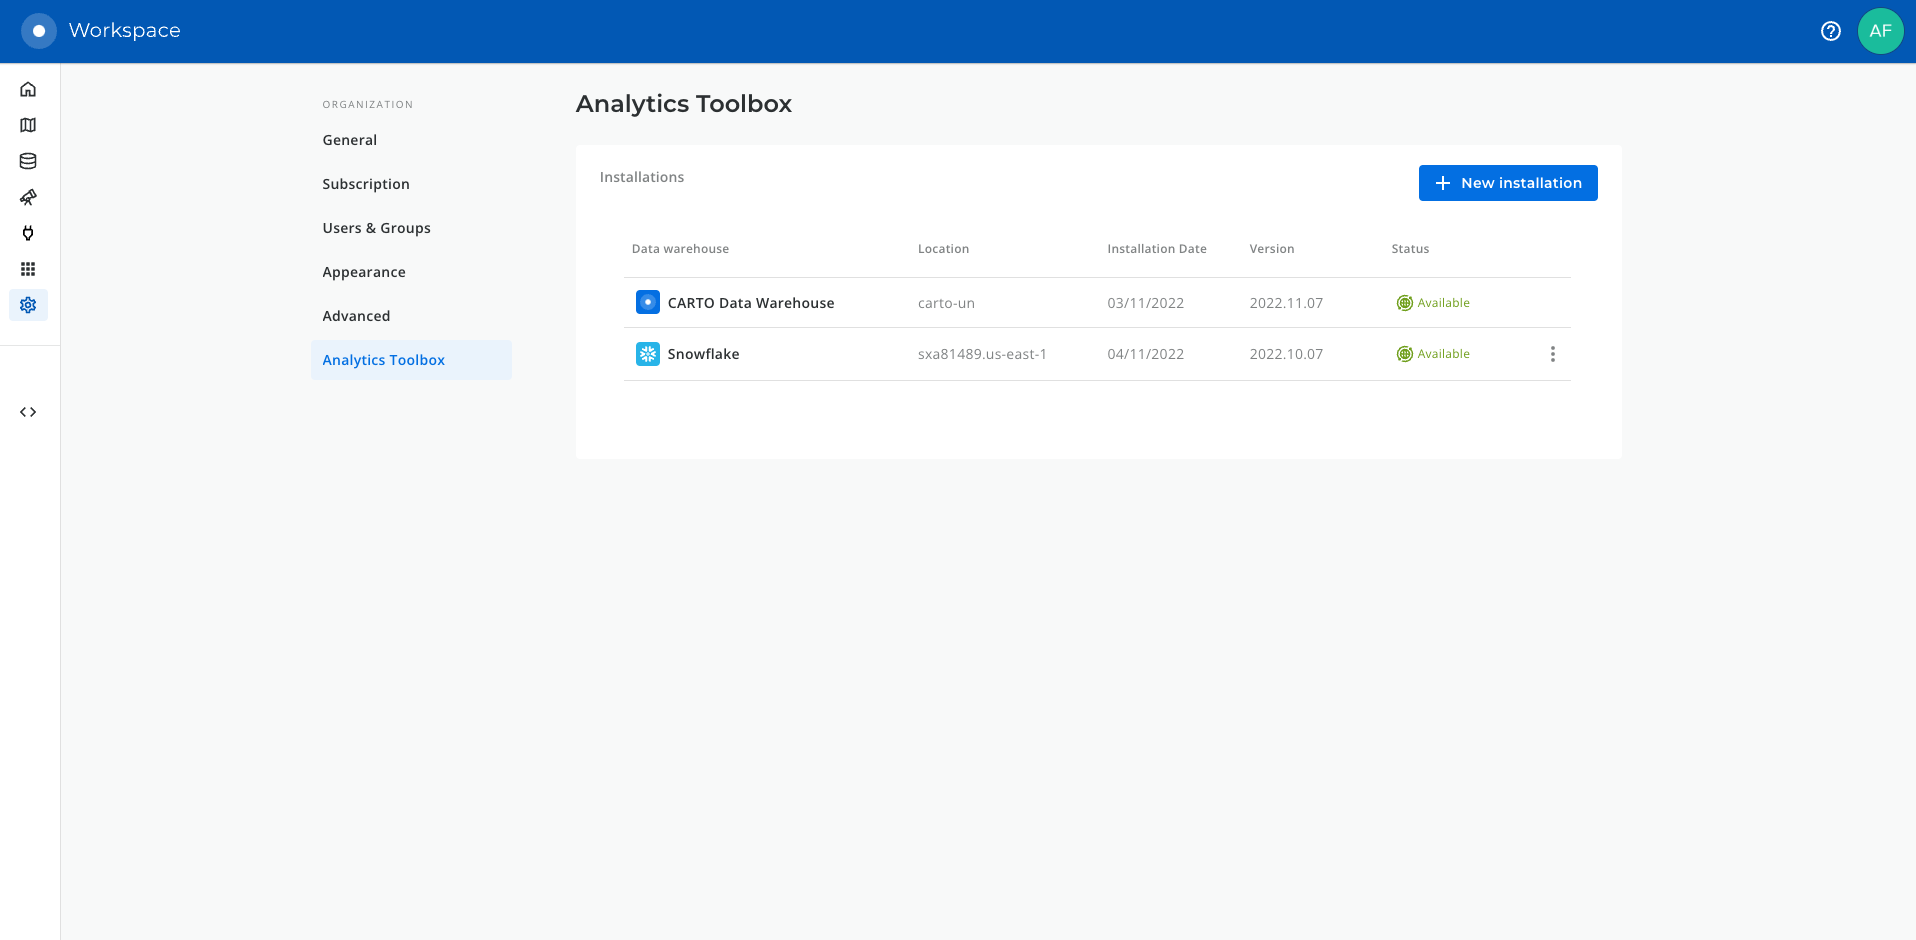 Workspace
AF
ORGANIZATION
General
Subscription
Users & Groups
Appearance
Advanced
Analytics Toolbox
Analytics Toolbox
Installations
New installation
Data warehouse Location Installation Date Version Status
CARTO Data Warehouse carto-un 03/11/2022 2022.11.07 Available
Snowflake sxa81489.us-east-1 04/11/2022 2022.10.07 Available